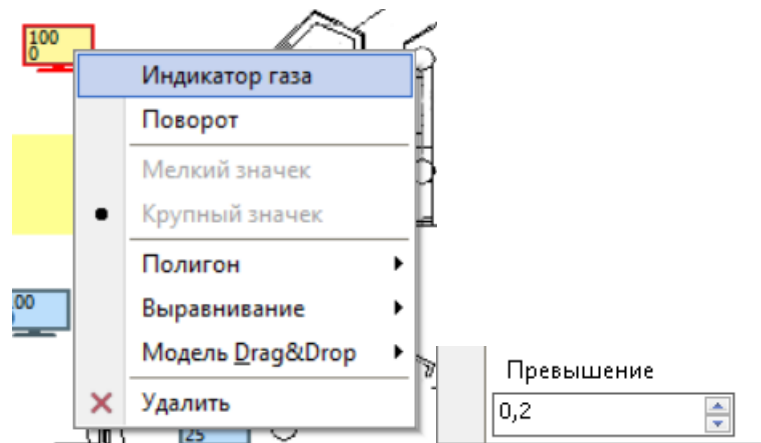 100
0
Индикатор газа
Поворот
Мелкий значек
Крупный значек
Полигон
00
Выравнивание
Модель Drag&Drop
Удалить
25
Превышение
0,2